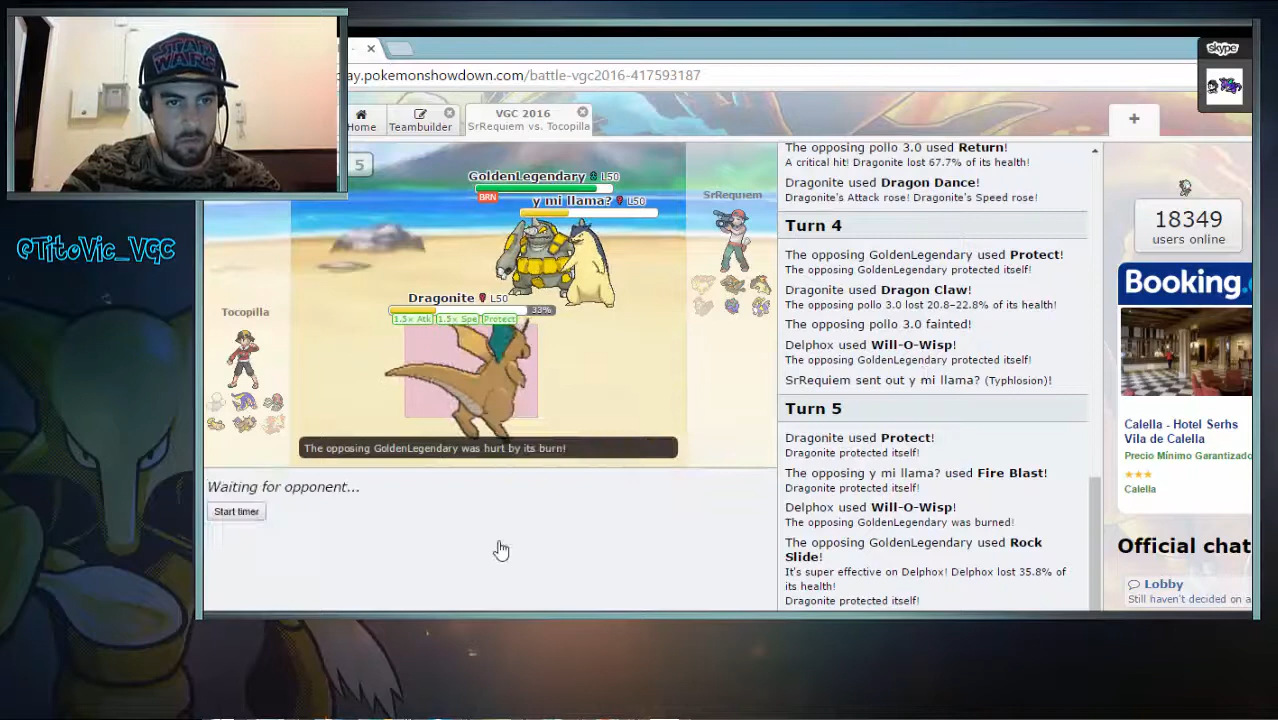 STAR
WARS
skype
ay.pokemonshowdown.com/battle-vgc2016-417593187
Home
Teambuilder
VGC 2016
SrRequiem vs. Tocopilla
+
5
@TitoVic_VGC
GoldenLegendary L50
BRN
y mi llama? L50
SrRequiem
Dragonite L50
33%
1.5× Atk 1.5× Spe Protect
Tocopilla
The opposing GoldenLegendary was hurt by its burn!
Waiting for opponent...
Start timer
The opposing pollo 3.0 used Return!
A critical hit! Dragonite lost 67.7% of its health!
Dragonite used Dragon Dance!
Dragonite's Attack rose! Dragonite's Speed rose!
Turn 4
The opposing GoldenLegendary used Protect!
The opposing GoldenLegendary protected itself!
Dragonite used Dragon Claw!
The opposing pollo 3.0 lost 20.8–22.8% of its health!
The opposing pollo 3.0 fainted!
Delphox used Will-O-Wisp!
The opposing GoldenLegendary protected itself!
SrRequiem sent out y mi llama? (Typhlosion)!
Turn 5
Dragonite used Protect!
Dragonite protected itself!
The opposing y mi llama? used Fire Blast!
Dragonite protected itself!
Delphox used Will-O-Wisp!
The opposing GoldenLegendary was burned!
The opposing GoldenLegendary used Rock
Slide!
It's super effective on Delphox! Delphox lost 35.8% of
its health!
Dragonite protected itself!
18349
users online
Booking.
Calella - Hotel Serhs
Vila de Calella
Precio Mínimo Garantizado
Calella
Official chat
Lobby
Still haven't decided on a